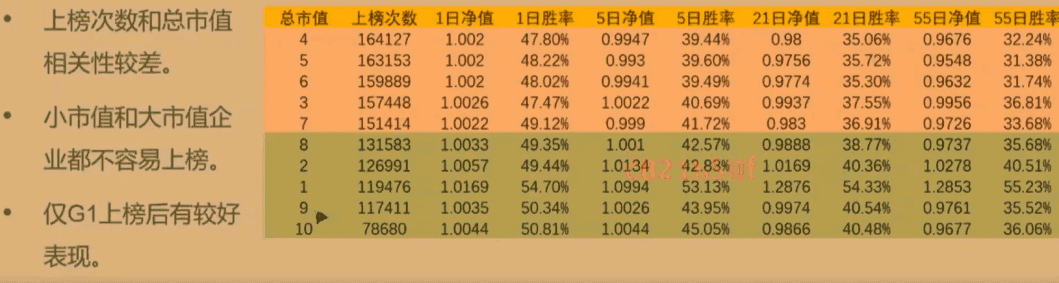 • 上榜次数和总市值
相关性较差。
• 小市值和大市值企
业都不容易上榜。
• 仅G1上榜后有较好
表现。
总市值 上榜次数 1日净值 1日胜率 5日净值 5日胜率 21日净值 21日胜率 55日净值 55日胜率
4 164127 1.002 47.80% 0.9947 39.44% 0.98 35.06% 0.9676 32.24%
5 163153 1.002 48.22% 0.993 39.60% 0.9756 35.72% 0.9548 31.38%
6 159889 1.002 48.02% 0.9941 39.49% 0.9774 35.30% 0.9632 31.74%
3 157448 1.0026 47.47% 1.0022 40.69% 0.9937 37.55% 0.9956 36.81%
7 151414 1.0022 49.12% 0.999 41.72% 0.983 36.91% 0.9726 33.68%
8 131583 1.0033 49.35% 1.001 42.57% 0.9888 38.77% 0.9737 35.68%
2 126991 1.0057 49.44% 42.83% 1.0169 40.36% 1.0278 40.51%
1 119476 1.0169 54.70% 1.0994 53.13% 1.2876 54.33% 1.2853 55.23%
9 117411 1.0035 50.34% 1.0026 43.95% 0.9974 40.54% 0.9761 35.52%
10 78680 1.0044 50.81% 1.0044 45.05% 0.9866 40.48% 0.9677 36.06%